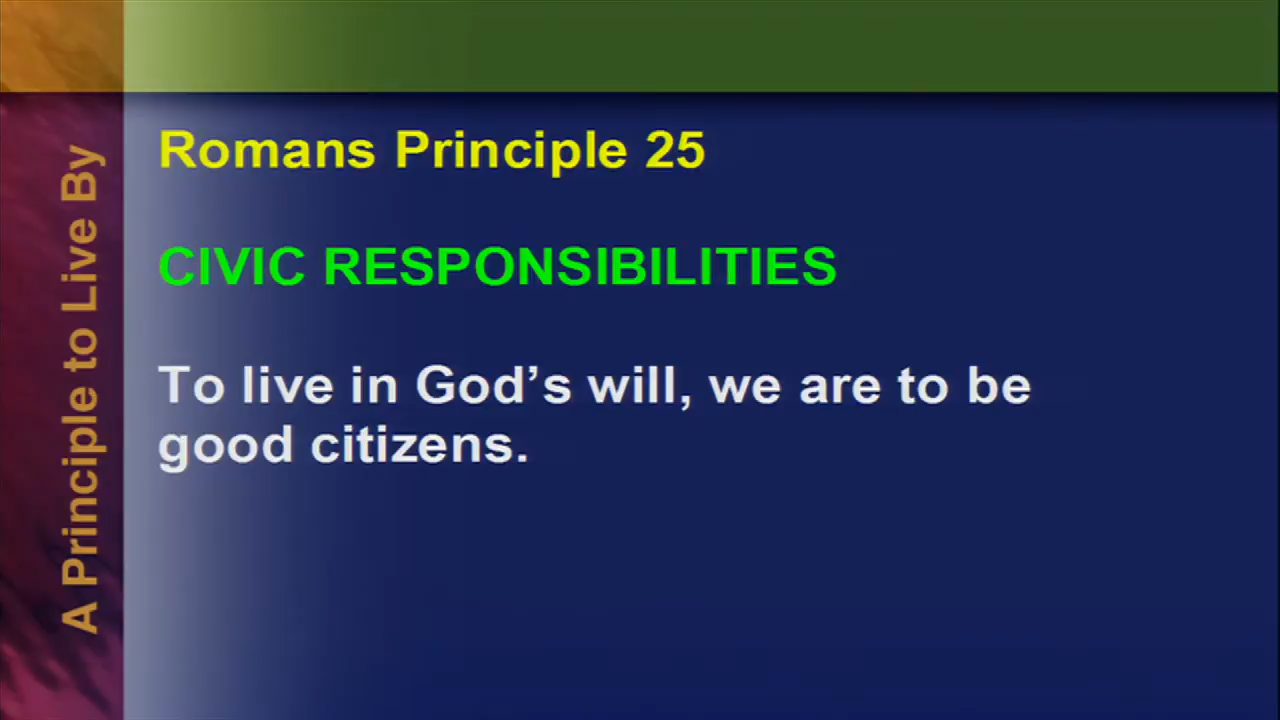 A Principle to Live By
Romans Principle 25
CIVIC RESPONSIBILITIES
To live in God’s will, we are to be
good citizens.